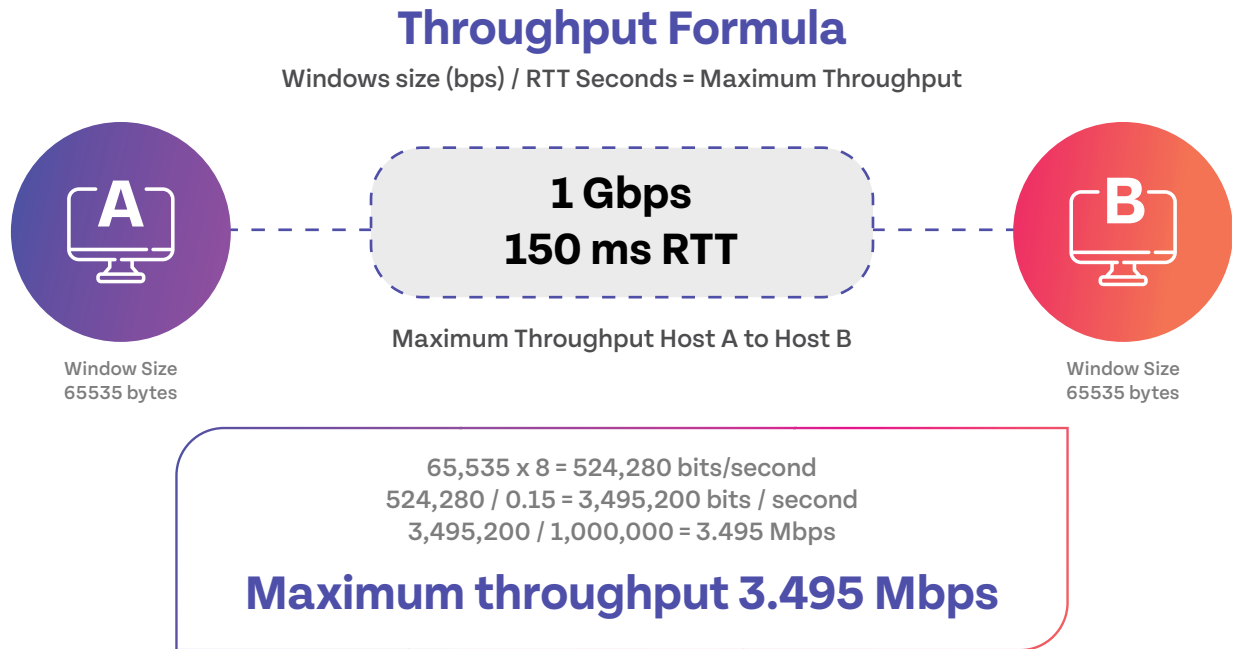 Throughput Formula
Windows size (bps) / RTT Seconds = Maximum Throughput
A
1 Gbps
150 ms RTT
B
Maximum Throughput Host A to Host B
Window Size
65535 bytes
Window Size
65535 bytes
65,535 x 8 = 524,280 bits/second
524,280 / 0.15 = 3,495,200 bits / second
3,495,200 / 1,000,000 = 3.495 Mbps
Maximum throughput 3.495 Mbps